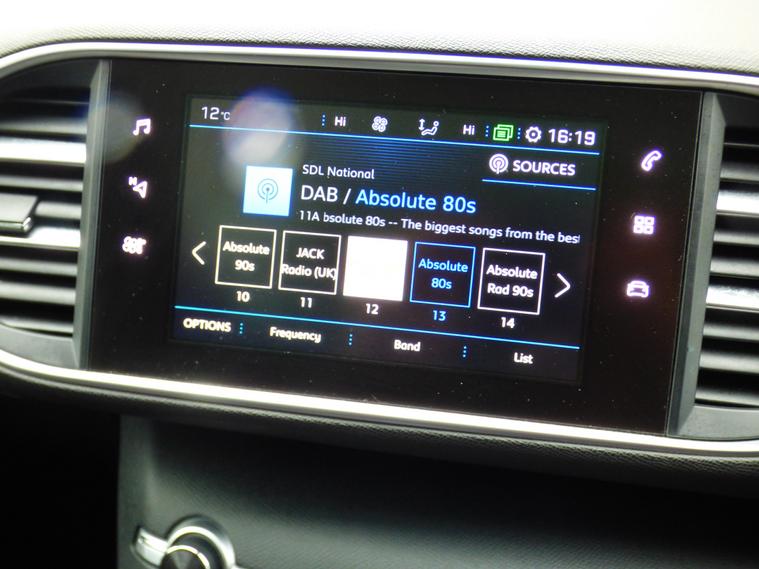 12°C Hi Hi 16:19
SOURCES
SDL National
DAB / Absolute 80s
11A bsolute 80s -- The biggest songs from the best
Absolute 90s
JACK Radio (UK)
Absolute 80s
Absolute Rad 90s
10 11 12 13 14
OPTIONS Frequency Band List
N